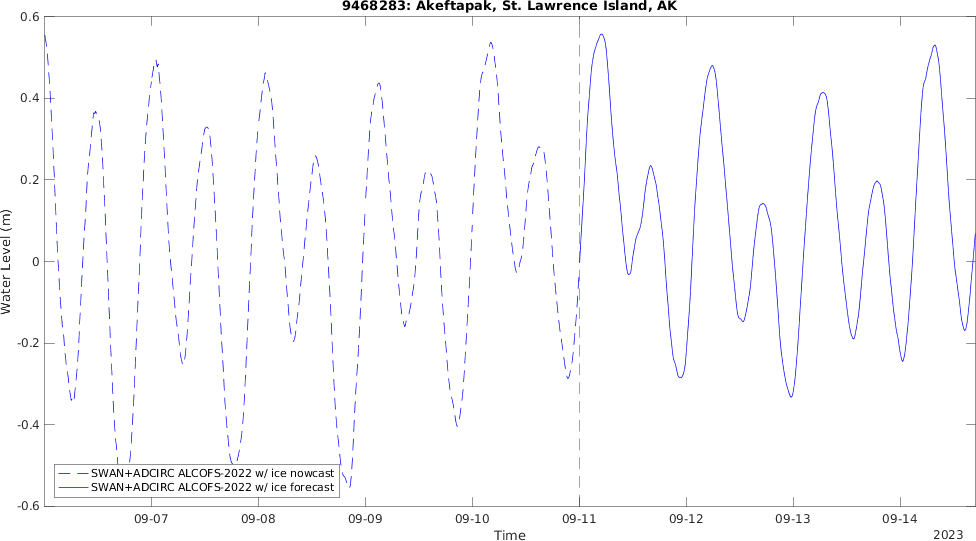 9468283: Akeftapak, St. Lawrence Island, AK
0.6
0.4
0.2
0
-0.2
-0.4
-0.6
Water Level (m)
SWAN+ADCIRC ALCOFS-2022 w/ ice nowcast
SWAN+ADCIRC ALCOFS-2022 w/ ice forecast
09-07 09-08 09-09 09-10 09-11 09-12 09-13 09-14
2023
Time